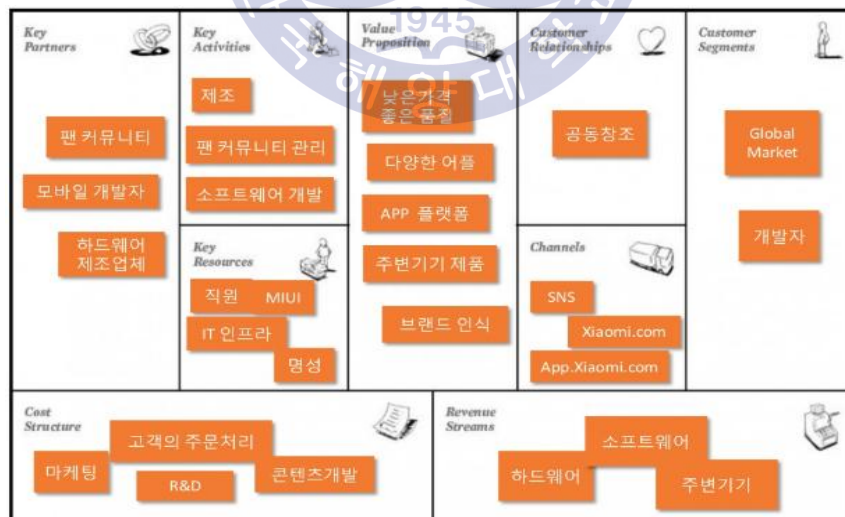 1945
해양대
Key
Partners
팬 커뮤니티
모바일 개발자
하드웨어
제조업체
Key
Activities
제조
팬 커뮤니티 관리
소프트웨어 개발
Key
Resources
직원
MIUI
IT 인프라
명성
Value
Proposition
낮은가격
좋은 품질
다양한 어플
APP 플랫폼
주변기기 제품
브랜드 인식
Customer
Relationships
공동창조
Channels
SNS
Xiaomi.com
App.Xiaomi.com
Customer
Segments
Global
Market
개발자
Cost
Structure
고객의 주문처리
마케팅
R&D
콘텐츠개발
Revenue
Streams
소프트웨어
하드웨어
주변기기